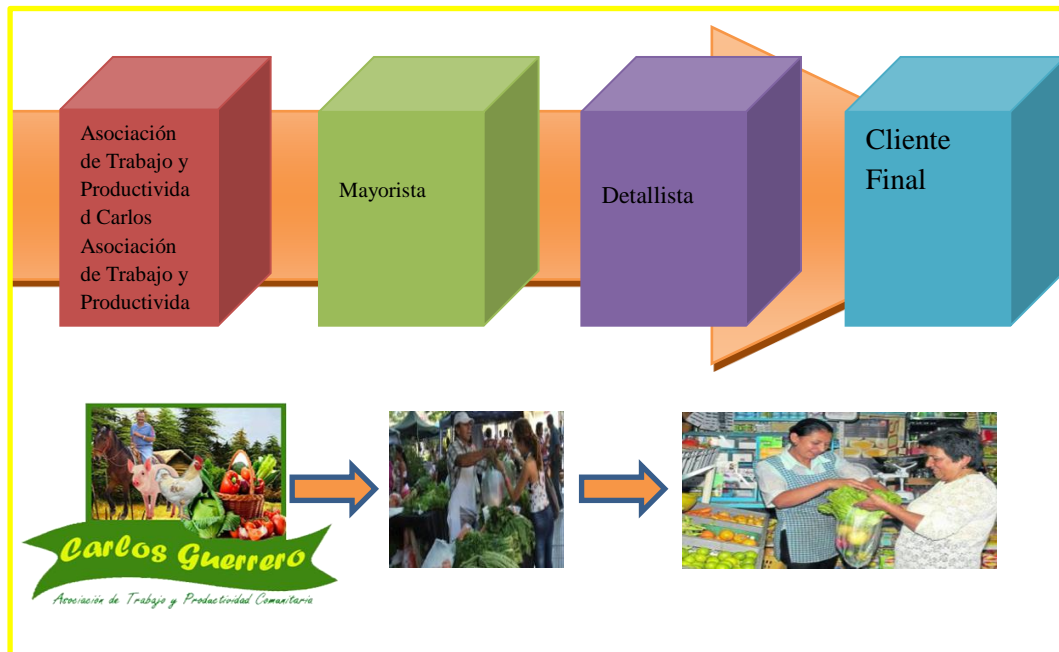 Asociación
de Trabajo y
Productivida
d Carlos
Asociación
de Trabajo y
Productivida
Mayorista
Detallista
Cliente
Final
Carlos Guerrero
Asociación de Trabajo y Productividad Comunitaria